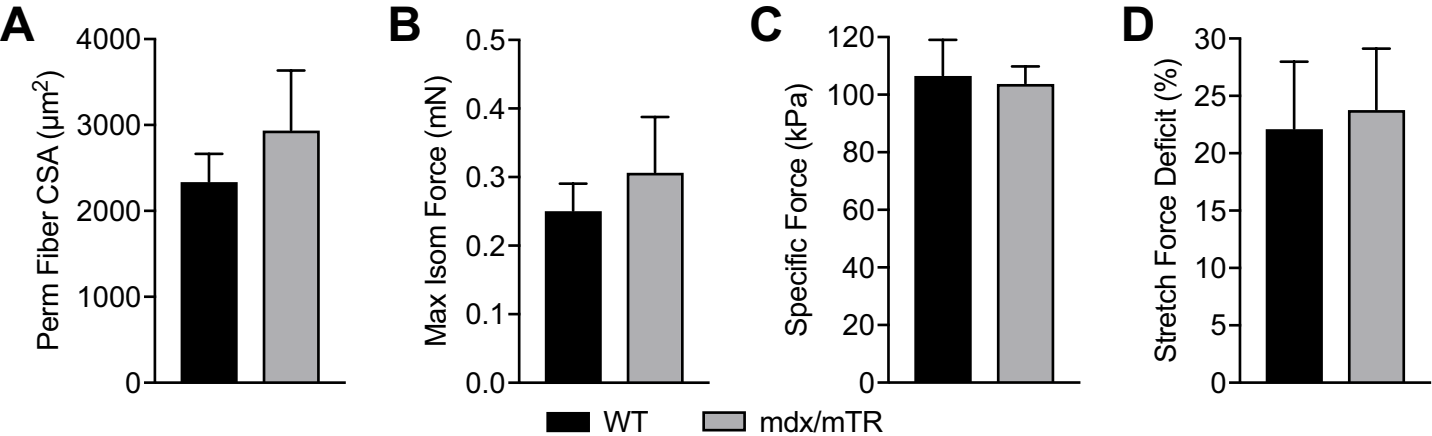 A
Perm Fiber CSA (µm²)
4000
3000
2000
1000
0
B
Max Isom Force (mN)
0.5
0.4
0.3
0.2
0.1
0.0
C
Specific Force (kPa)
120
100
80
60
40
20
0
D
Stretch Force Deficit (%)
30
25
20
15
10
5
0
WT
mdx/mTR